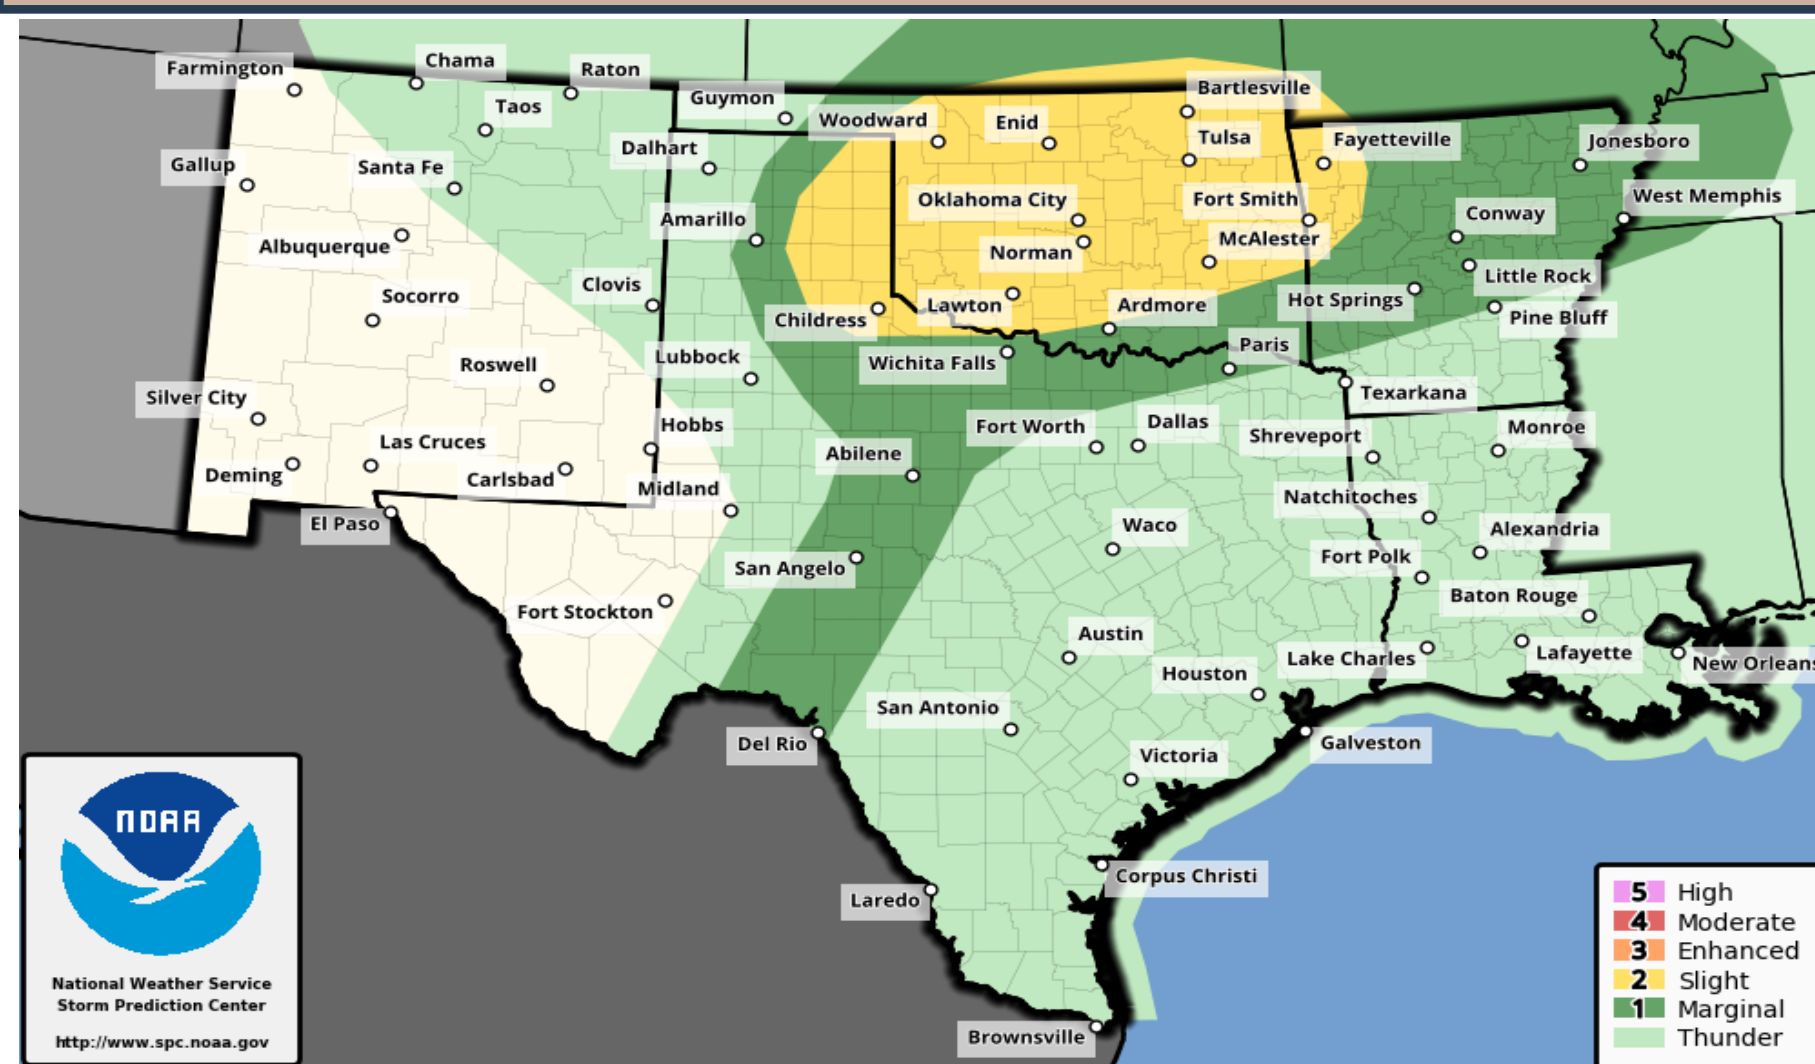 Farmington
Chama
Raton
Taos
Guymon
Bartlesville
Woodward
Enid
Tulsa
Fayetteville
Jonesboro
Gallup
Santa Fe
Dalhart
Oklahoma City
Fort Smith
West Memphis
Albuquerque
Amarillo
Norman
McAlester
Conway
Socorro
Clovis
Childress
Lawton
Ardmore
Hot Springs
Little Rock
Pine Bluff
Roswell
Lubbock
Wichita Falls
Paris
Texarkana
Silver City
Las Cruces
Hobbs
Abilene
Fort Worth
Dallas
Shreveport
Monroe
Deming
Carlsbad
Midland
Natchitoches
El Paso
San Angelo
Waco
Fort Polk
Alexandria
Fort Stockton
Austin
Baton Rouge
Houston
Lake Charles
Lafayette
New Orleans
San Antonio
Del Rio
Victoria
Galveston
Laredo
Corpus Christi
Brownsville
NOAA
National Weather Service
Storm Prediction Center
http://www.spc.noaa.gov
5 High
4 Moderate
3 Enhanced
2 Slight
1 Marginal
Thunder